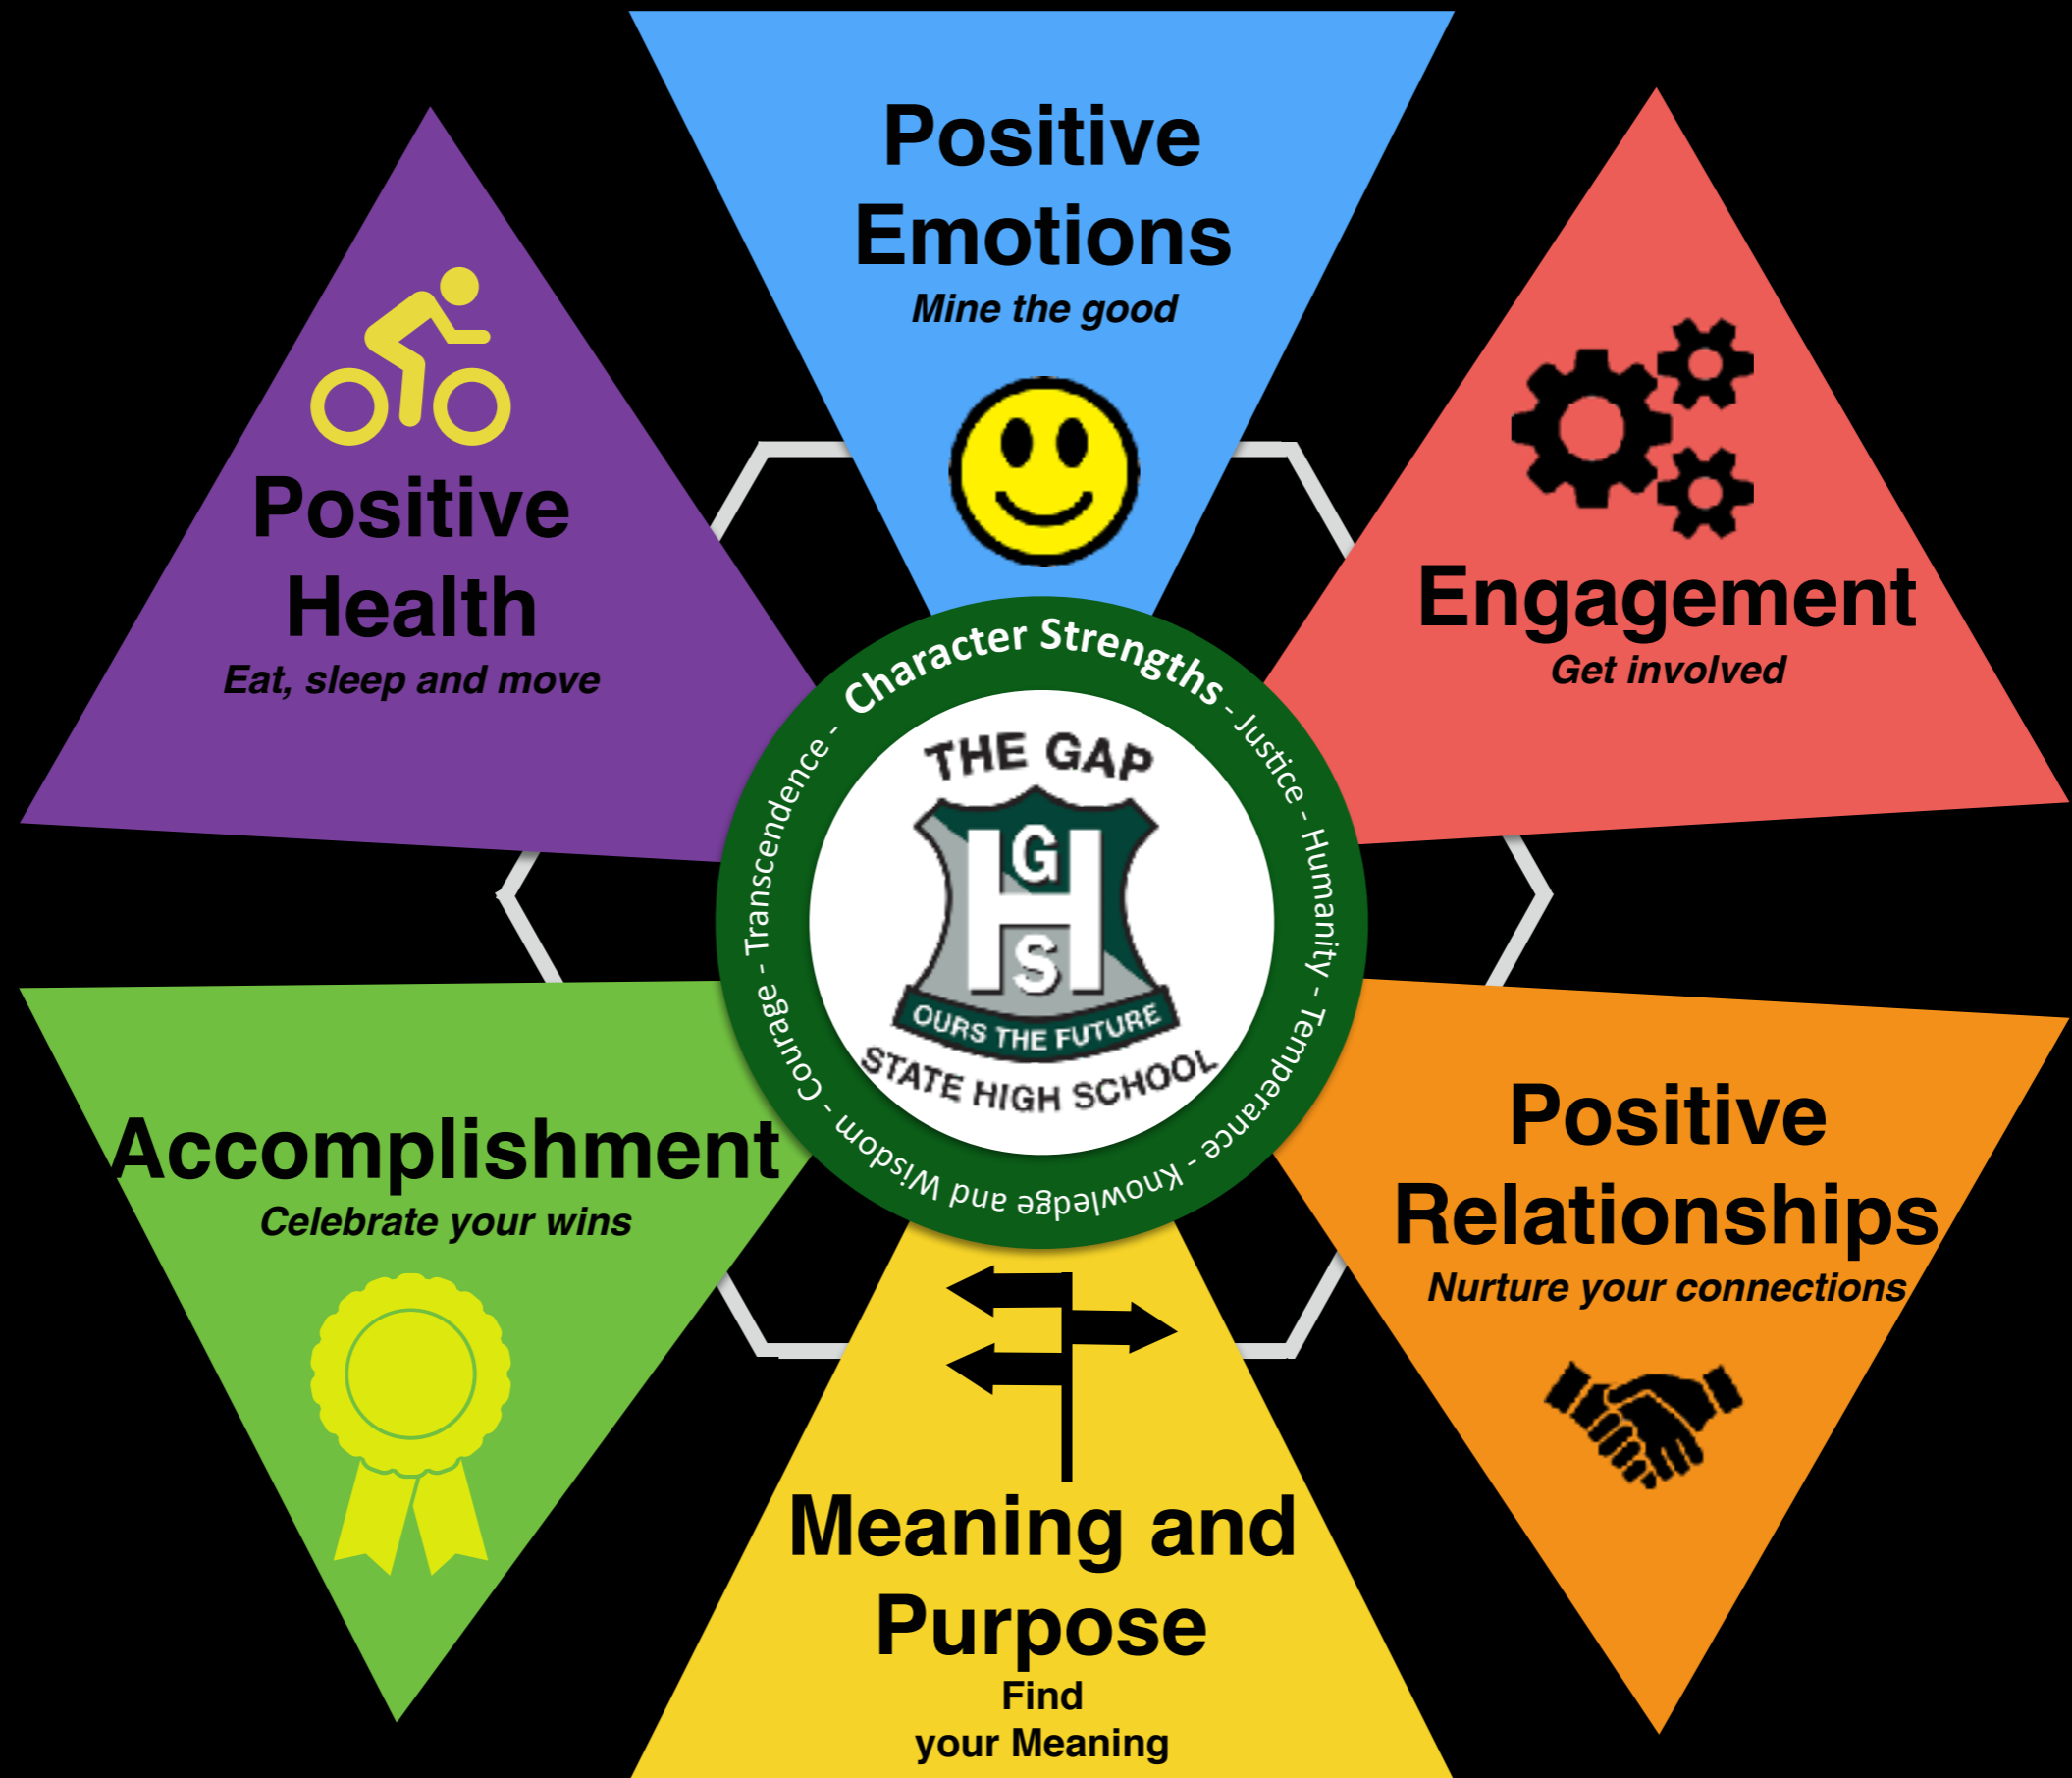 Positive
Emotions
Mine the good
Positive
Health
Eat, sleep and move
Engagement
Get involved
Character Strengths - Justice - Humanity - Temperance - Knowledge and Wisdom - Courage - Transcendence -
THE GAP
G
H
S
OURS THE FUTURE
STATE HIGH SCHOOL
Accomplishment
Celebrate your wins
Positive
Relationships
Nurture your connections
Meaning and
Purpose
Find
your Meaning